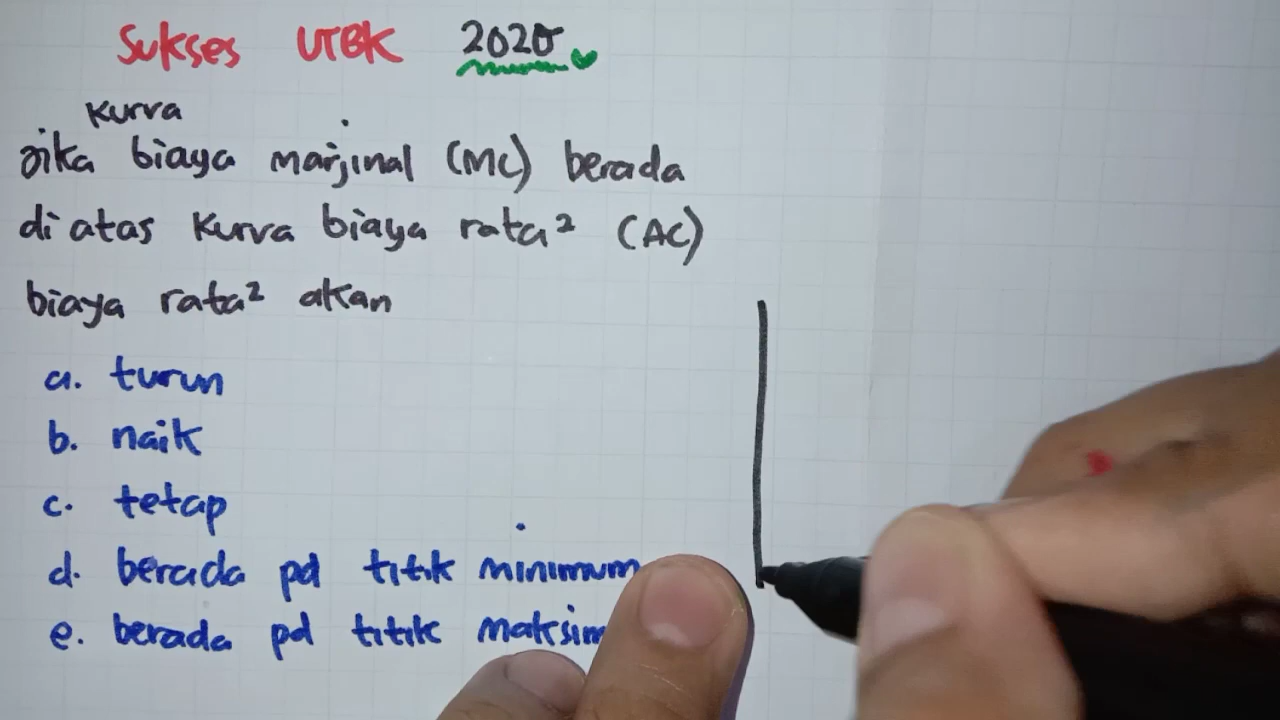 Sukses UTBK 2020
Kurva
jika biaya marjinal (MC) berada
di atas kurva biaya rata² (AC)
biaya rata² akan
a. turun
b. naik
c. tetap
d. berada pd titik minimum
e. berada pd titik